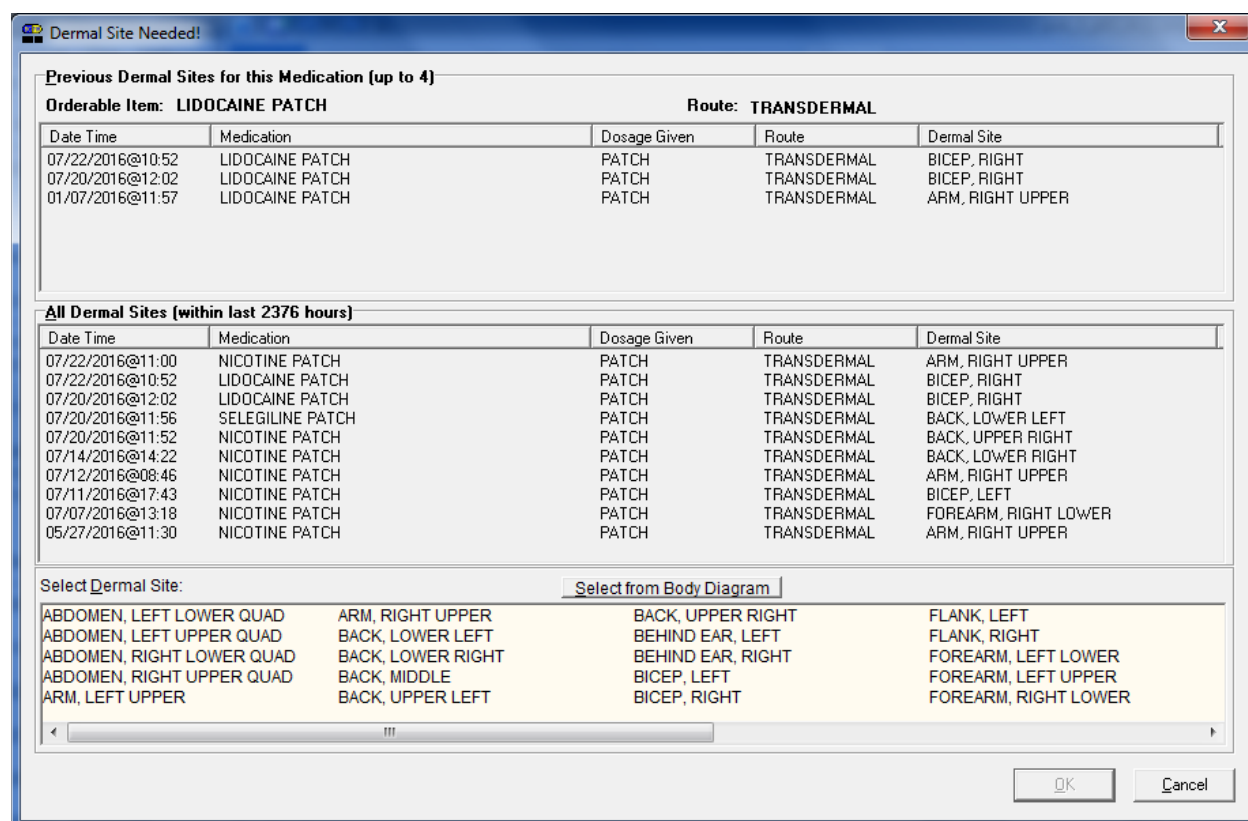 Dermal Site Needed!
Previous Dermal Sites for this Medication (up to 4)
Orderable Item: LIDOCAINE PATCH Route: TRANSDERMAL
Date Time Medication Dosage Given Route Dermal Site
07/22/2016@10:52 LIDOCAINE PATCH PATCH TRANSDERMAL BICEP, RIGHT
07/20/2016@12:02 LIDOCAINE PATCH PATCH TRANSDERMAL BICEP, RIGHT
01/07/2016@11:57 LIDOCAINE PATCH PATCH TRANSDERMAL ARM, RIGHT UPPER
All Dermal Sites (within last 2376 hours)
Date Time Medication Dosage Given Route Dermal Site
07/22/2016@11:00 NICOTINE PATCH PATCH TRANSDERMAL ARM, RIGHT UPPER
07/22/2016@10:52 LIDOCAINE PATCH PATCH TRANSDERMAL BICEP, RIGHT
07/20/2016@12:02 LIDOCAINE PATCH PATCH TRANSDERMAL BICEP, RIGHT
07/20/2016@11:56 SELEGILINE PATCH PATCH TRANSDERMAL BACK, LOWER LEFT
07/20/2016@11:52 NICOTINE PATCH PATCH TRANSDERMAL BACK, UPPER RIGHT
07/14/2016@14:22 NICOTINE PATCH PATCH TRANSDERMAL BACK, LOWER RIGHT
07/12/2016@08:46 NICOTINE PATCH PATCH TRANSDERMAL ARM, RIGHT UPPER
07/11/2016@17:43 NICOTINE PATCH PATCH TRANSDERMAL BICEP, LEFT
07/07/2016@13:18 NICOTINE PATCH PATCH TRANSDERMAL FOREARM, RIGHT LOWER
05/27/2016@11:30 NICOTINE PATCH PATCH TRANSDERMAL ARM, RIGHT UPPER
Select Dermal Site: Select from Body Diagram
ABDOMEN, LEFT LOWER QUAD ARM, RIGHT UPPER BACK, UPPER RIGHT FLANK, LEFT
ABDOMEN, LEFT UPPER QUAD BACK, LOWER LEFT BEHIND EAR, LEFT FLANK, RIGHT
ABDOMEN, RIGHT LOWER QUAD BACK, LOWER RIGHT BEHIND EAR, RIGHT FOREARM, LEFT LOWER
ABDOMEN, RIGHT UPPER QUAD BACK, MIDDLE BICEP, LEFT FOREARM, LEFT UPPER
ARM, LEFT UPPER BACK, UPPER LEFT BICEP, RIGHT FOREARM, RIGHT LOWER
OK Cancel